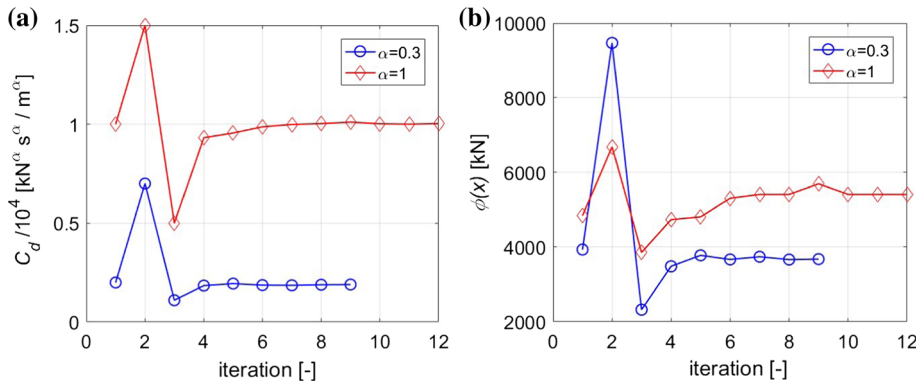 (a)
C_d /10^4 [kN^α s^α / m^α]
1.5
1
0.5
0
0 2 4 6 8 10 12
iteration [-]
α=0.3
α=1
(b)
ϕ(x) [kN]
10000
8000
6000
4000
2000
0 2 4 6 8 10 12
iteration [-]
α=0.3
α=1